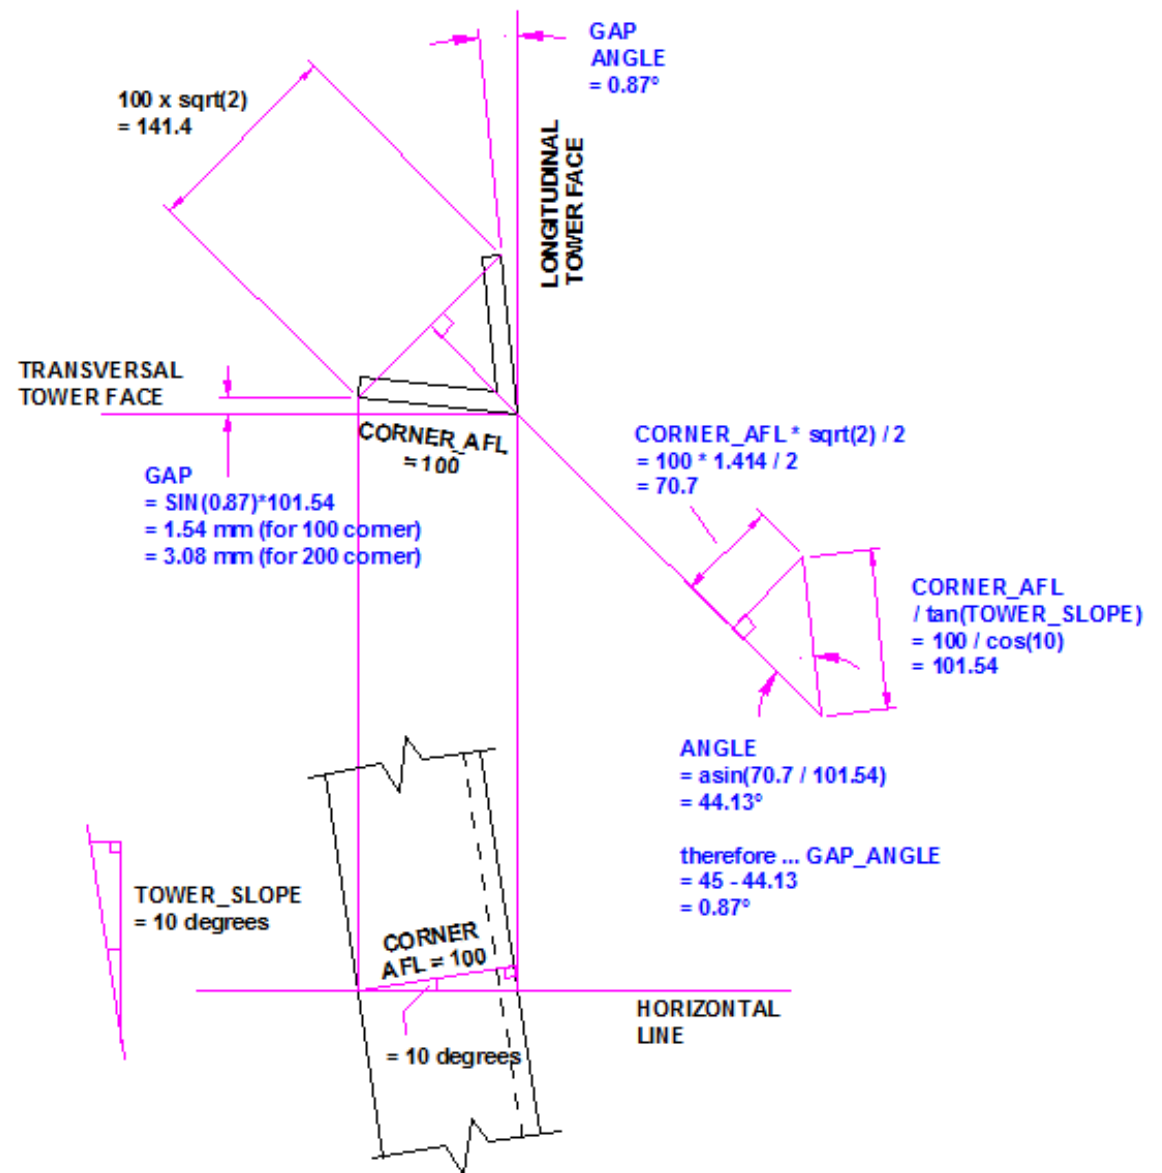 GAP
ANGLE
= 0.87°
100 x sqrt(2)
= 141.4
LONGITUDINAL
TOWER FACE
TRANSVERSAL
TOWER FACE
CORNER_AFL
= 100
GAP
= SIN(0.87)*101.54
= 1.54 mm (for 100 corner)
= 3.08 mm (for 200 corner)
CORNER_AFL * sqrt(2) / 2
= 100 * 1.414 / 2
= 70.7
CORNER_AFL
/ tan(TOWER_SLOPE)
= 100 / cos(10)
= 101.54
ANGLE
= asin(70.7 / 101.54)
= 44.13°
therefore ... GAP_ANGLE
= 45 - 44.13
= 0.87°
TOWER_SLOPE
= 10 degrees
CORNER
AFL = 100
HORIZONTAL
LINE
= 10 degrees